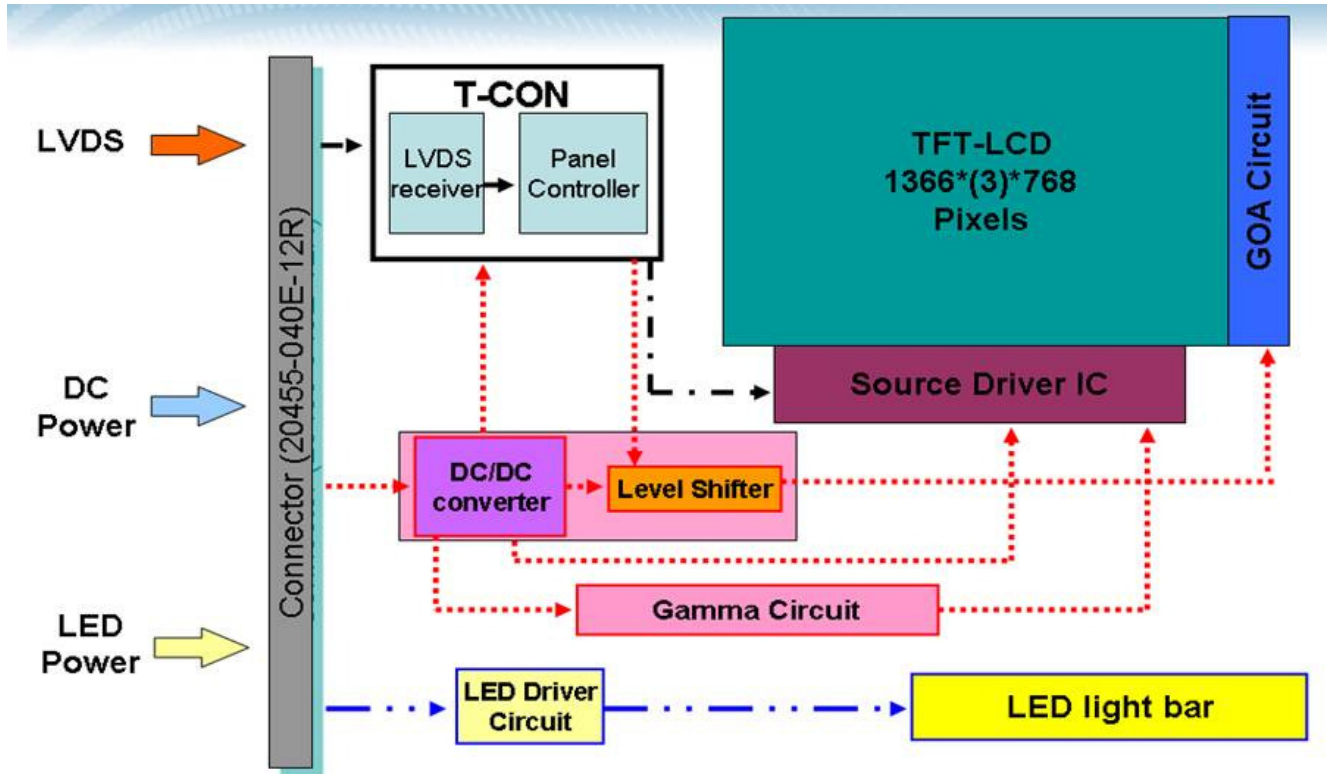 LVDS
DC
Power
LED
Power
Connector (20455-040E-12R)
T-CON
LVDS
receiver
Panel
Controller
TFT-LCD
1366*(3)*768
Pixels
GOA Circuit
Source Driver IC
DC/DC
converter
Level Shifter
Gamma Circuit
LED Driver
Circuit
LED light bar